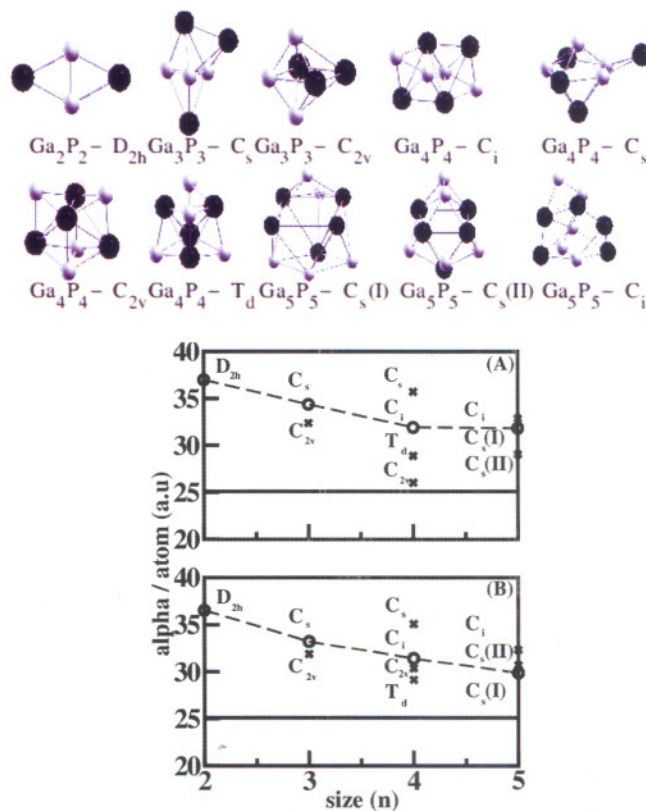 Ga₂P₂ – D₂ₕ Ga₃P₃ – Cₛ Ga₃P₃ – C₂ᵥ Ga₄P₄ – Cᵢ Ga₄P₄ – Cₛ
Ga₄P₄ – C₂ᵥ Ga₄P₄ – T_d Ga₅P₅ – Cₛ(I) Ga₅P₅ – Cₛ(II) Ga₅P₅ – Cᵢ
alpha / atom (a.u)
40
35
30
25
20
(A)
D₂ₕ
Cₛ
C₂ᵥ
Cₛ
Cᵢ
T_d
C₂ᵥ
Cᵢ
Cₛ(I)
Cₛ(II)
40
35
30
25
20
(B)
D₂ₕ
Cₛ
C₂ᵥ
Cₛ
Cᵢ
C₂ᵥ
T_d
Cᵢ
Cₛ(II)
Cₛ(I)
2 3 4 5
size (n)